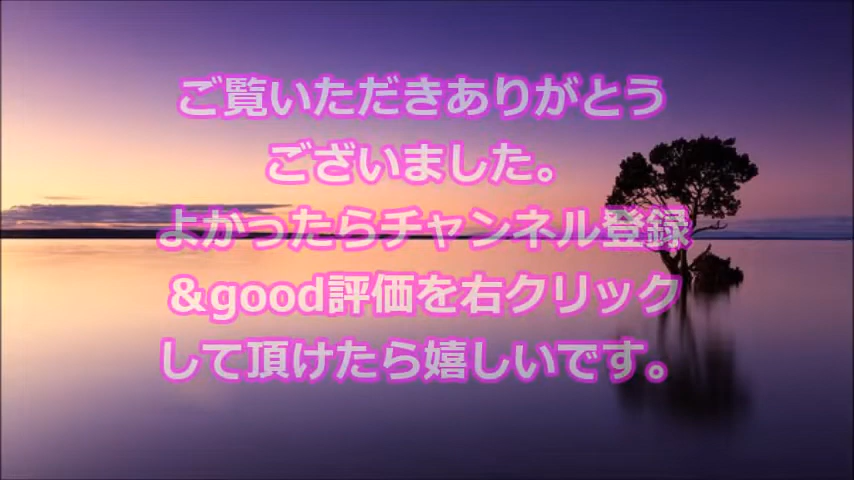 ご覧いただきありがとう
ございました。
よかったらチャンネル登録
&good評価を右クリック
して頂けたら嬉しいです。